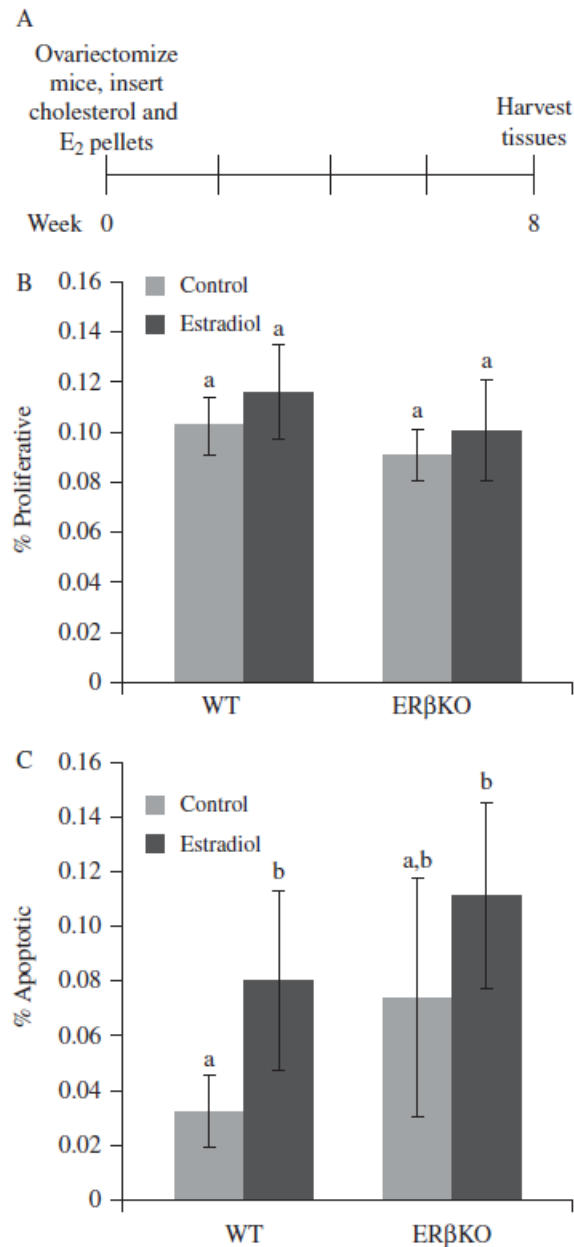 A
Ovariectomize
mice, insert
cholesterol and
E₂ pellets
Harvest
tissues
Week 0 8
B
0.16
0.14
0.12
0.10
0.08
0.06
0.04
0.02
0
% Proliferative
Control
Estradiol
a
a
a
a
WT ERβKO
C
0.16
0.14
0.12
0.10
0.08
0.06
0.04
0.02
0
% Apoptotic
Control
Estradiol
a
b
a,b
b
WT ERβKO